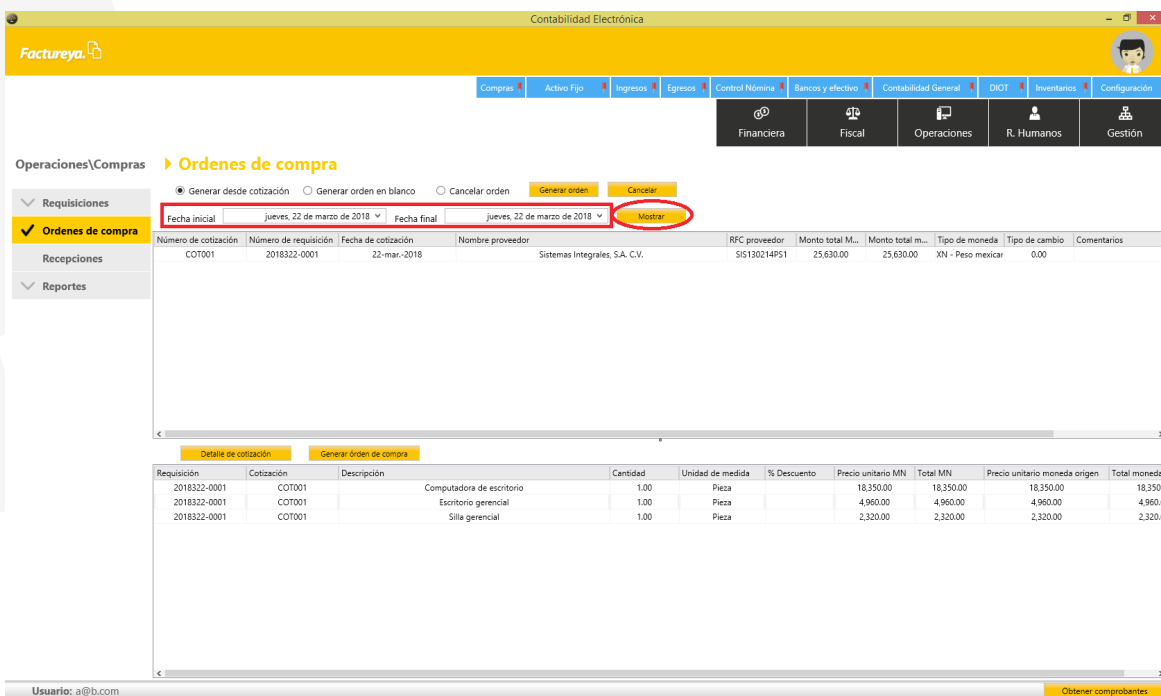 Contabilidad Electrónica
Factureya.
Compras Activo Fijo Ingresos Egresos Control Nómina Bancos y efectivo Contabilidad General DIOT Inventarios Configuración
Financiera Fiscal Operaciones R. Humanos Gestión
Operaciones\Compras Ordenes de compra
Generar desde cotización Generar orden en blanco Cancelar orden Generar orden Cancelar
Requisiciones
Fecha inicial jueves, 22 de marzo de 2018 Fecha final jueves, 22 de marzo de 2018 Mostrar
Ordenes de compra
Número de cotización Número de requisición Fecha de cotización Nombre proveedor RFC proveedor Monto total M... Monto total m... Tipo de moneda Tipo de cambio Comentarios
COT001 2018322-0001 22-mar.-2018 Sistemas Integrales, S.A. C.V. SIS130214PS1 25,630.00 25,630.00 XN - Peso mexicar 0.00
Recepciones
Reportes
Detalle de cotización Generar órden de compra
Requisición Cotización Descripción Cantidad Unidad de medida % Descuento Precio unitario MN Total MN Precio unitario moneda origen Total moneda
2018322-0001 COT001 Computadora de escritorio 1.00 Pieza 18,350.00 18,350.00 18,350.00 18,350
2018322-0001 COT001 Escritorio gerencial 1.00 Pieza 4,960.00 4,960.00 4,960.00 4,960.
2018322-0001 COT001 Silla gerencial 1.00 Pieza 2,320.00 2,320.00 2,320.00 2,320.
Usuario: a@b.com Obtener comprobantes